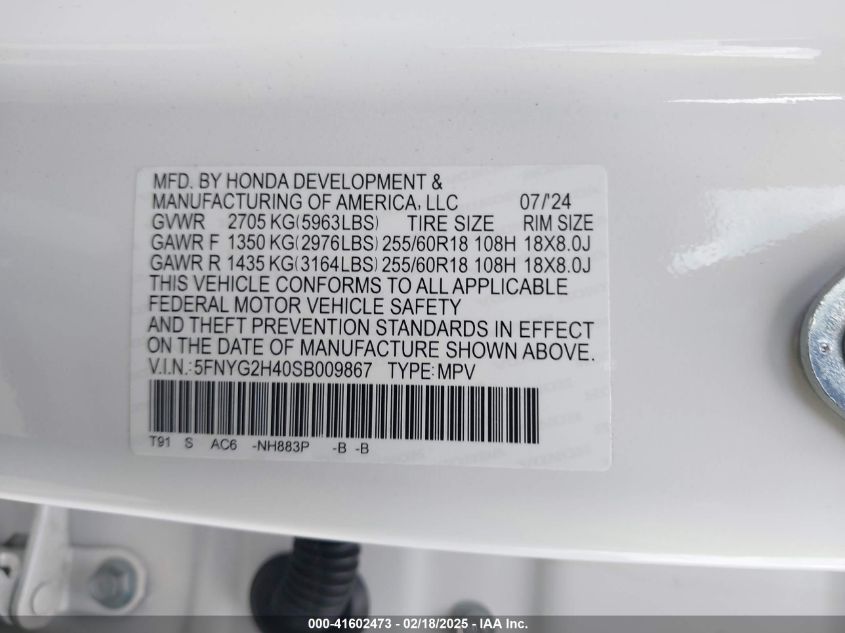 MFD. BY HONDA DEVELOPMENT &
MANUFACTURING OF AMERICA, LLC 07/'24
GVWR 2705 KG(5963LBS) TIRE SIZE RIM SIZE
GAWR F 1350 KG(2976LBS) 255/60R18 108H 18X8.0J
GAWR R 1435 KG(3164LBS) 255/60R18 108H 18X8.0J
THIS VEHICLE CONFORMS TO ALL APPLICABLE
FEDERAL MOTOR VEHICLE SAFETY
AND THEFT PREVENTION STANDARDS IN EFFECT
ON THE DATE OF MANUFACTURE SHOWN ABOVE.
V.I.N.:5FNYG2H40SB009867 TYPE:MPV
T91 S AC6 -NH883P -B -B
000-41602473 - 02/18/2025 - IAA Inc.